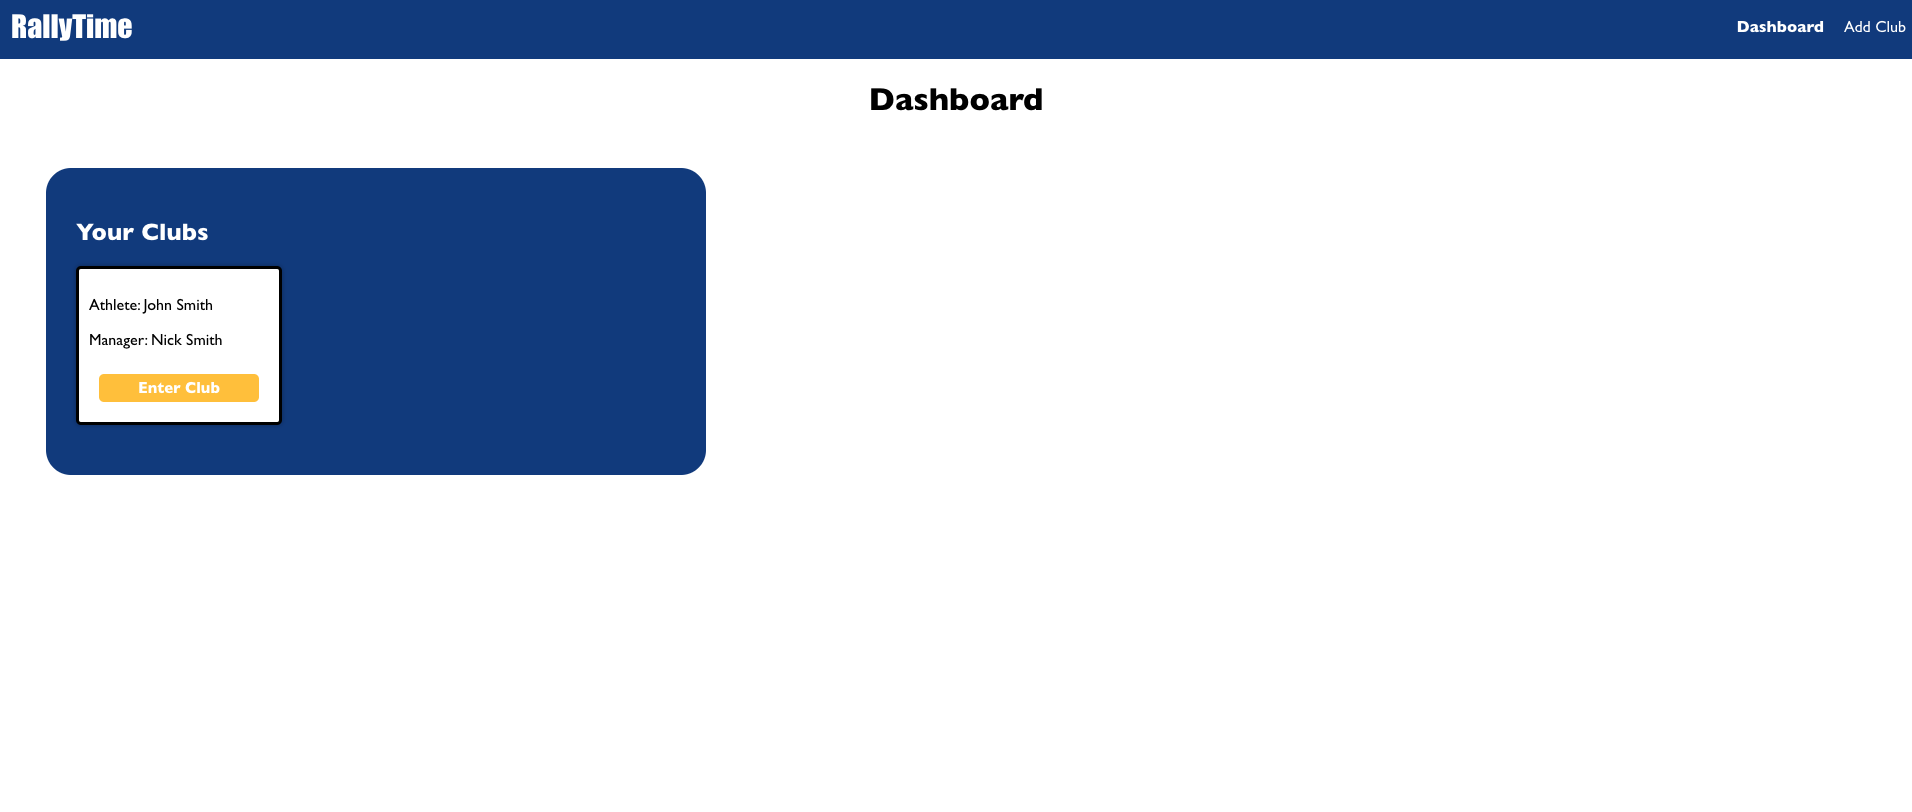 RallyTime
Dashboard Add Club
Dashboard
Your Clubs
Athlete: John Smith
Manager: Nick Smith
Enter Club